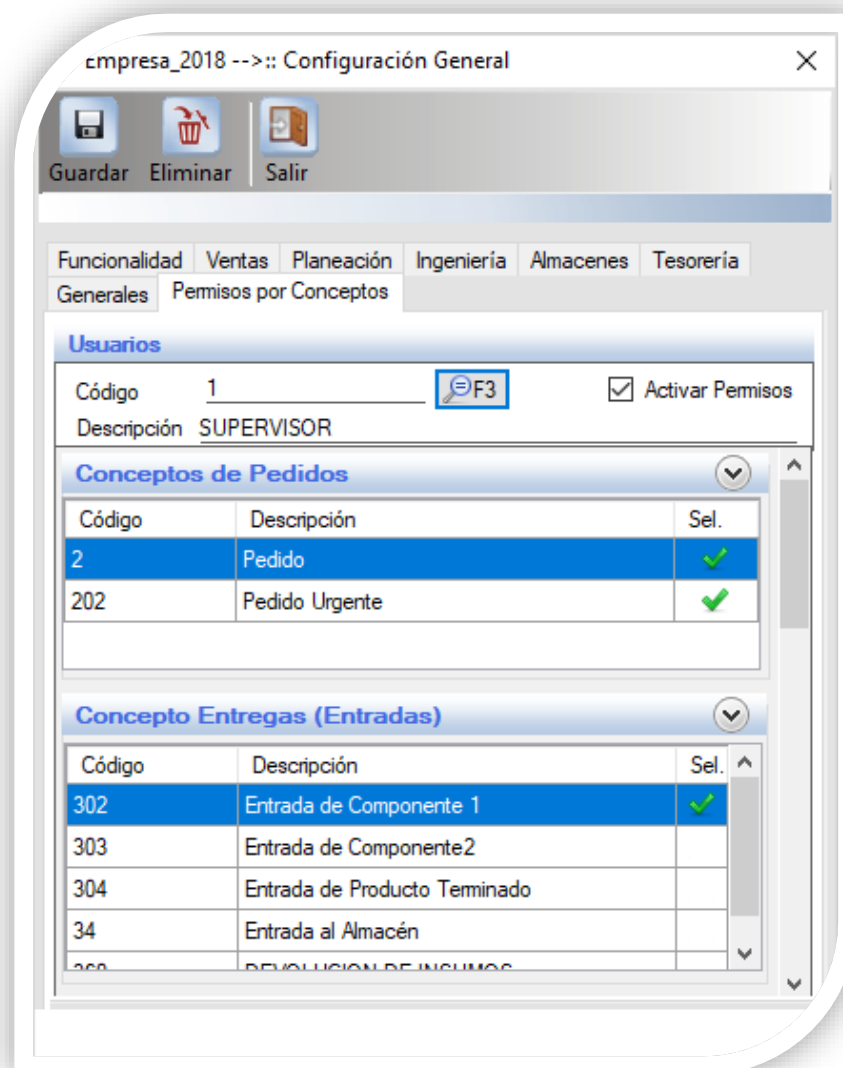 Empresa_2018 -->:: Configuración General
Guardar Eliminar Salir
Funcionalidad Ventas Planeación Ingeniería Almacenes Tesorería
Generales Permisos por Conceptos
Usuarios
Código 1 F3 Activar Permisos
Descripción SUPERVISOR
Conceptos de Pedidos
Código Descripción Sel.
2 Pedido
202 Pedido Urgente
Concepto Entregas (Entradas)
Código Descripción Sel.
302 Entrada de Componente 1
303 Entrada de Componente2
304 Entrada de Producto Terminado
34 Entrada al Almacén
DEVOLUCION DE INSUMOS